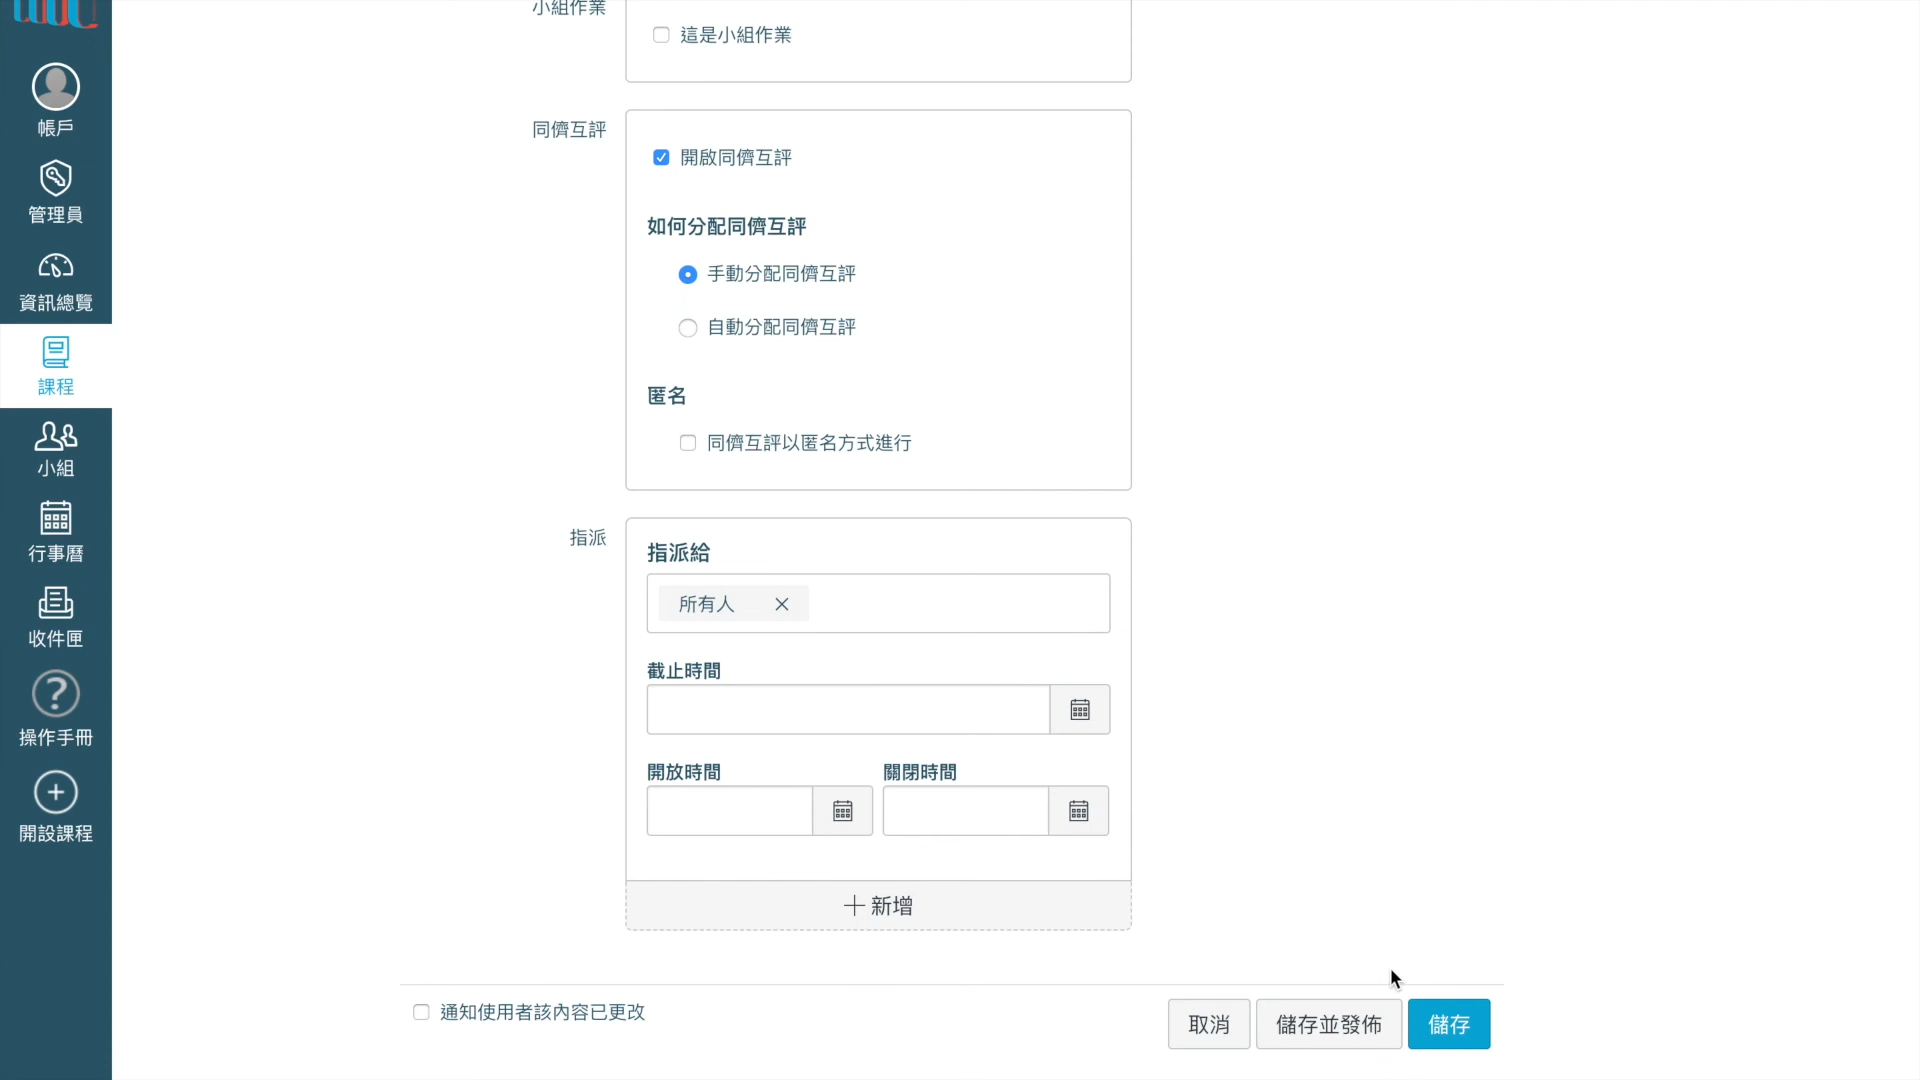 帳戶
管理員
資訊總覽
課程
小組
行事曆
收件匣
操作手冊
開設課程
小組作業
這是小組作業
同儕互評
開啟同儕互評
如何分配同儕互評
手動分配同儕互評
自動分配同儕互評
匿名
同儕互評以匿名方式進行
指派
指派給
所有人
截止時間
開放時間 關閉時間
新增
通知使用者該內容已更改
取消 儲存並發佈 儲存